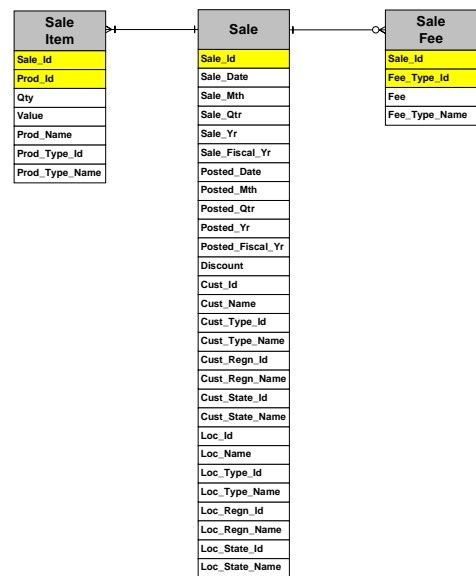 Sale
Item
Sale_Id
Prod_Id
Qty
Value
Prod_Name
Prod_Type_Id
Prod_Type_Name
Sale
Sale_Id
Sale_Date
Sale_Mth
Sale_Qtr
Sale_Yr
Sale_Fiscal_Yr
Posted_Date
Posted_Mth
Posted_Qtr
Posted_Yr
Posted_Fiscal_Yr
Discount
Cust_Id
Cust_Name
Cust_Type_Id
Cust_Type_Name
Cust_Regn_Id
Cust_Regn_Name
Cust_State_Id
Cust_State_Name
Loc_Id
Loc_Name
Loc_Type_Id
Loc_Type_Name
Loc_Regn_Id
Loc_Regn_Name
Loc_State_Id
Loc_State_Name
Sale
Fee
Sale_Id
Fee_Type_Id
Fee
Fee_Type_Name